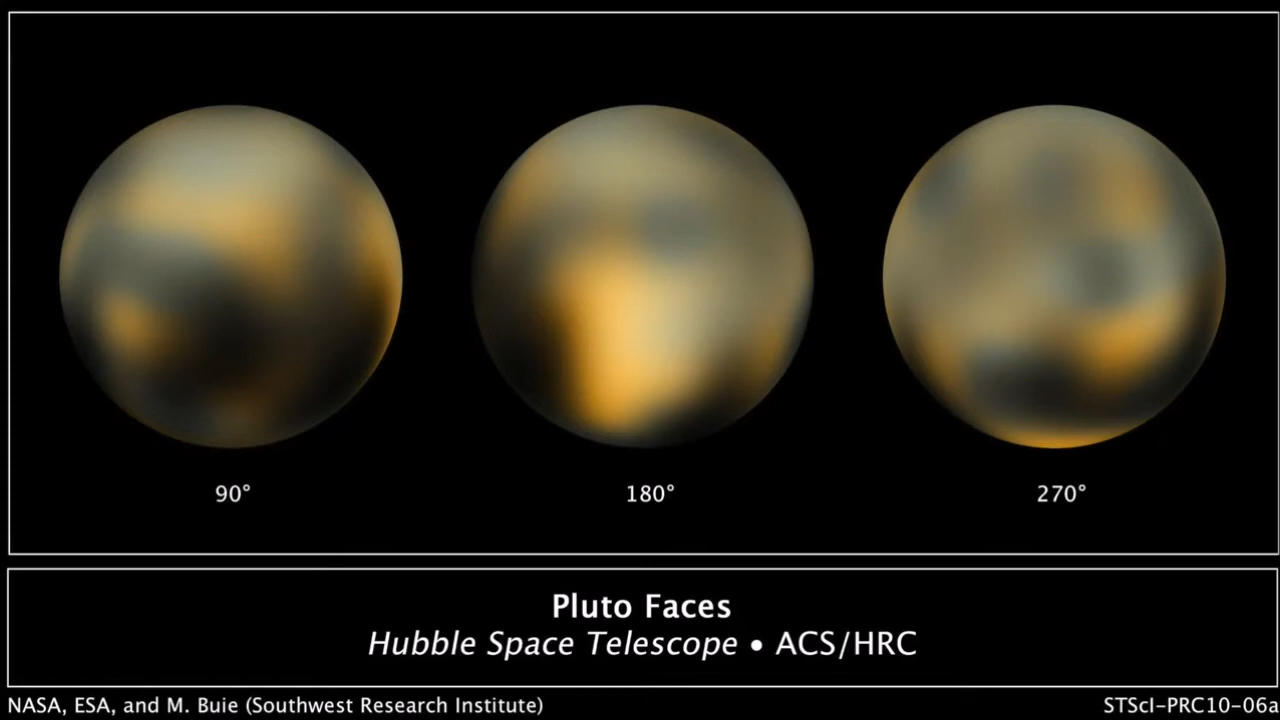 90°
180°
270°
Pluto Faces
Hubble Space Telescope • ACS/HRC
NASA, ESA, and M. Buie (Southwest Research Institute)
STScI-PRC10-06a